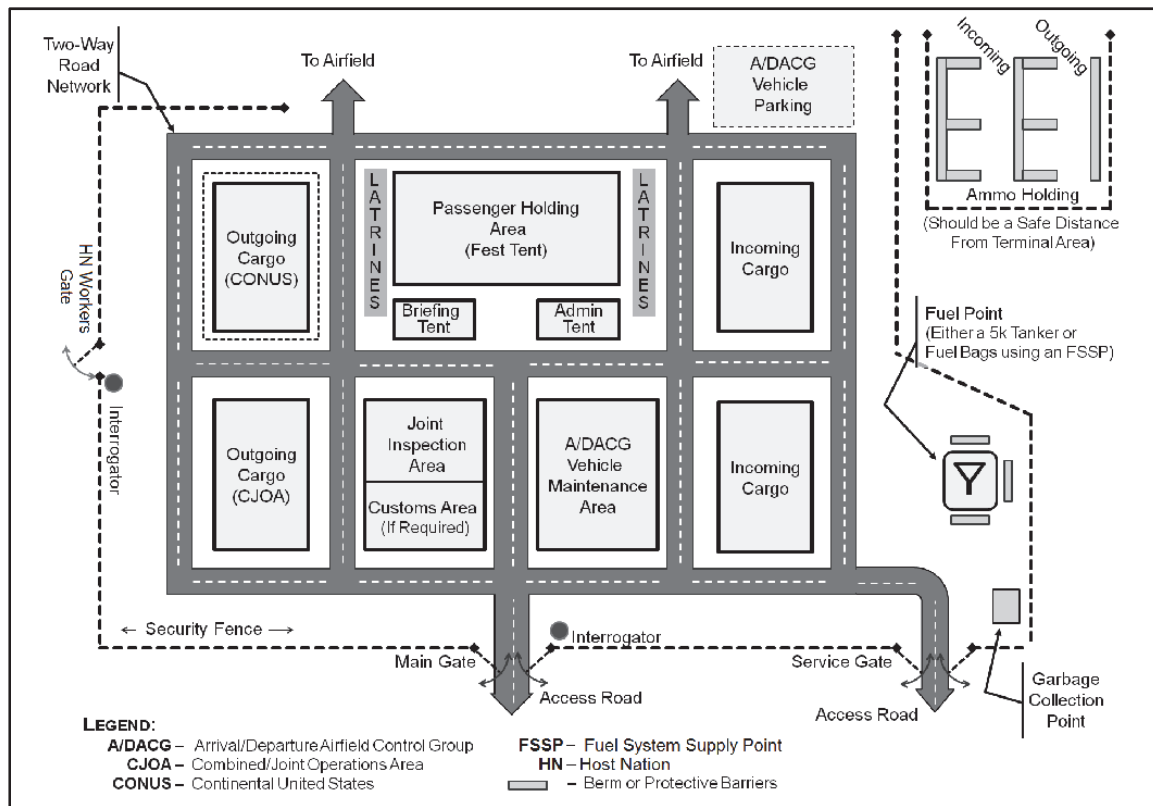 Two-Way
Road
Network
To Airfield
To Airfield
A/DACG
Vehicle
Parking
Incoming
Outgoing
Ammo Holding
(Should be a Safe Distance
From Terminal Area)
HN Workers
Gate
Interrogator
Outgoing
Cargo
(CONUS)
LATRINES
Passenger Holding
Area
(Fest Tent)
LATRINES
Briefing
Tent
Admin
Tent
Incoming
Cargo
Fuel Point
(Either a 5k Tanker or
Fuel Bags using an FSSP)
Outgoing
Cargo
(CJOA)
Joint
Inspection
Area
Customs Area
(If Required)
A/DACG
Vehicle
Maintenance
Area
Incoming
Cargo
← Security Fence →
Main Gate
Interrogator
Access Road
Service Gate
Access Road
Garbage
Collection
Point
LEGEND:
A/DACG – Arrival/Departure Airfield Control Group
CJOA – Combined/Joint Operations Area
CONUS – Continental United States
FSSP – Fuel System Supply Point
HN – Host Nation
– Berm or Protective Barriers